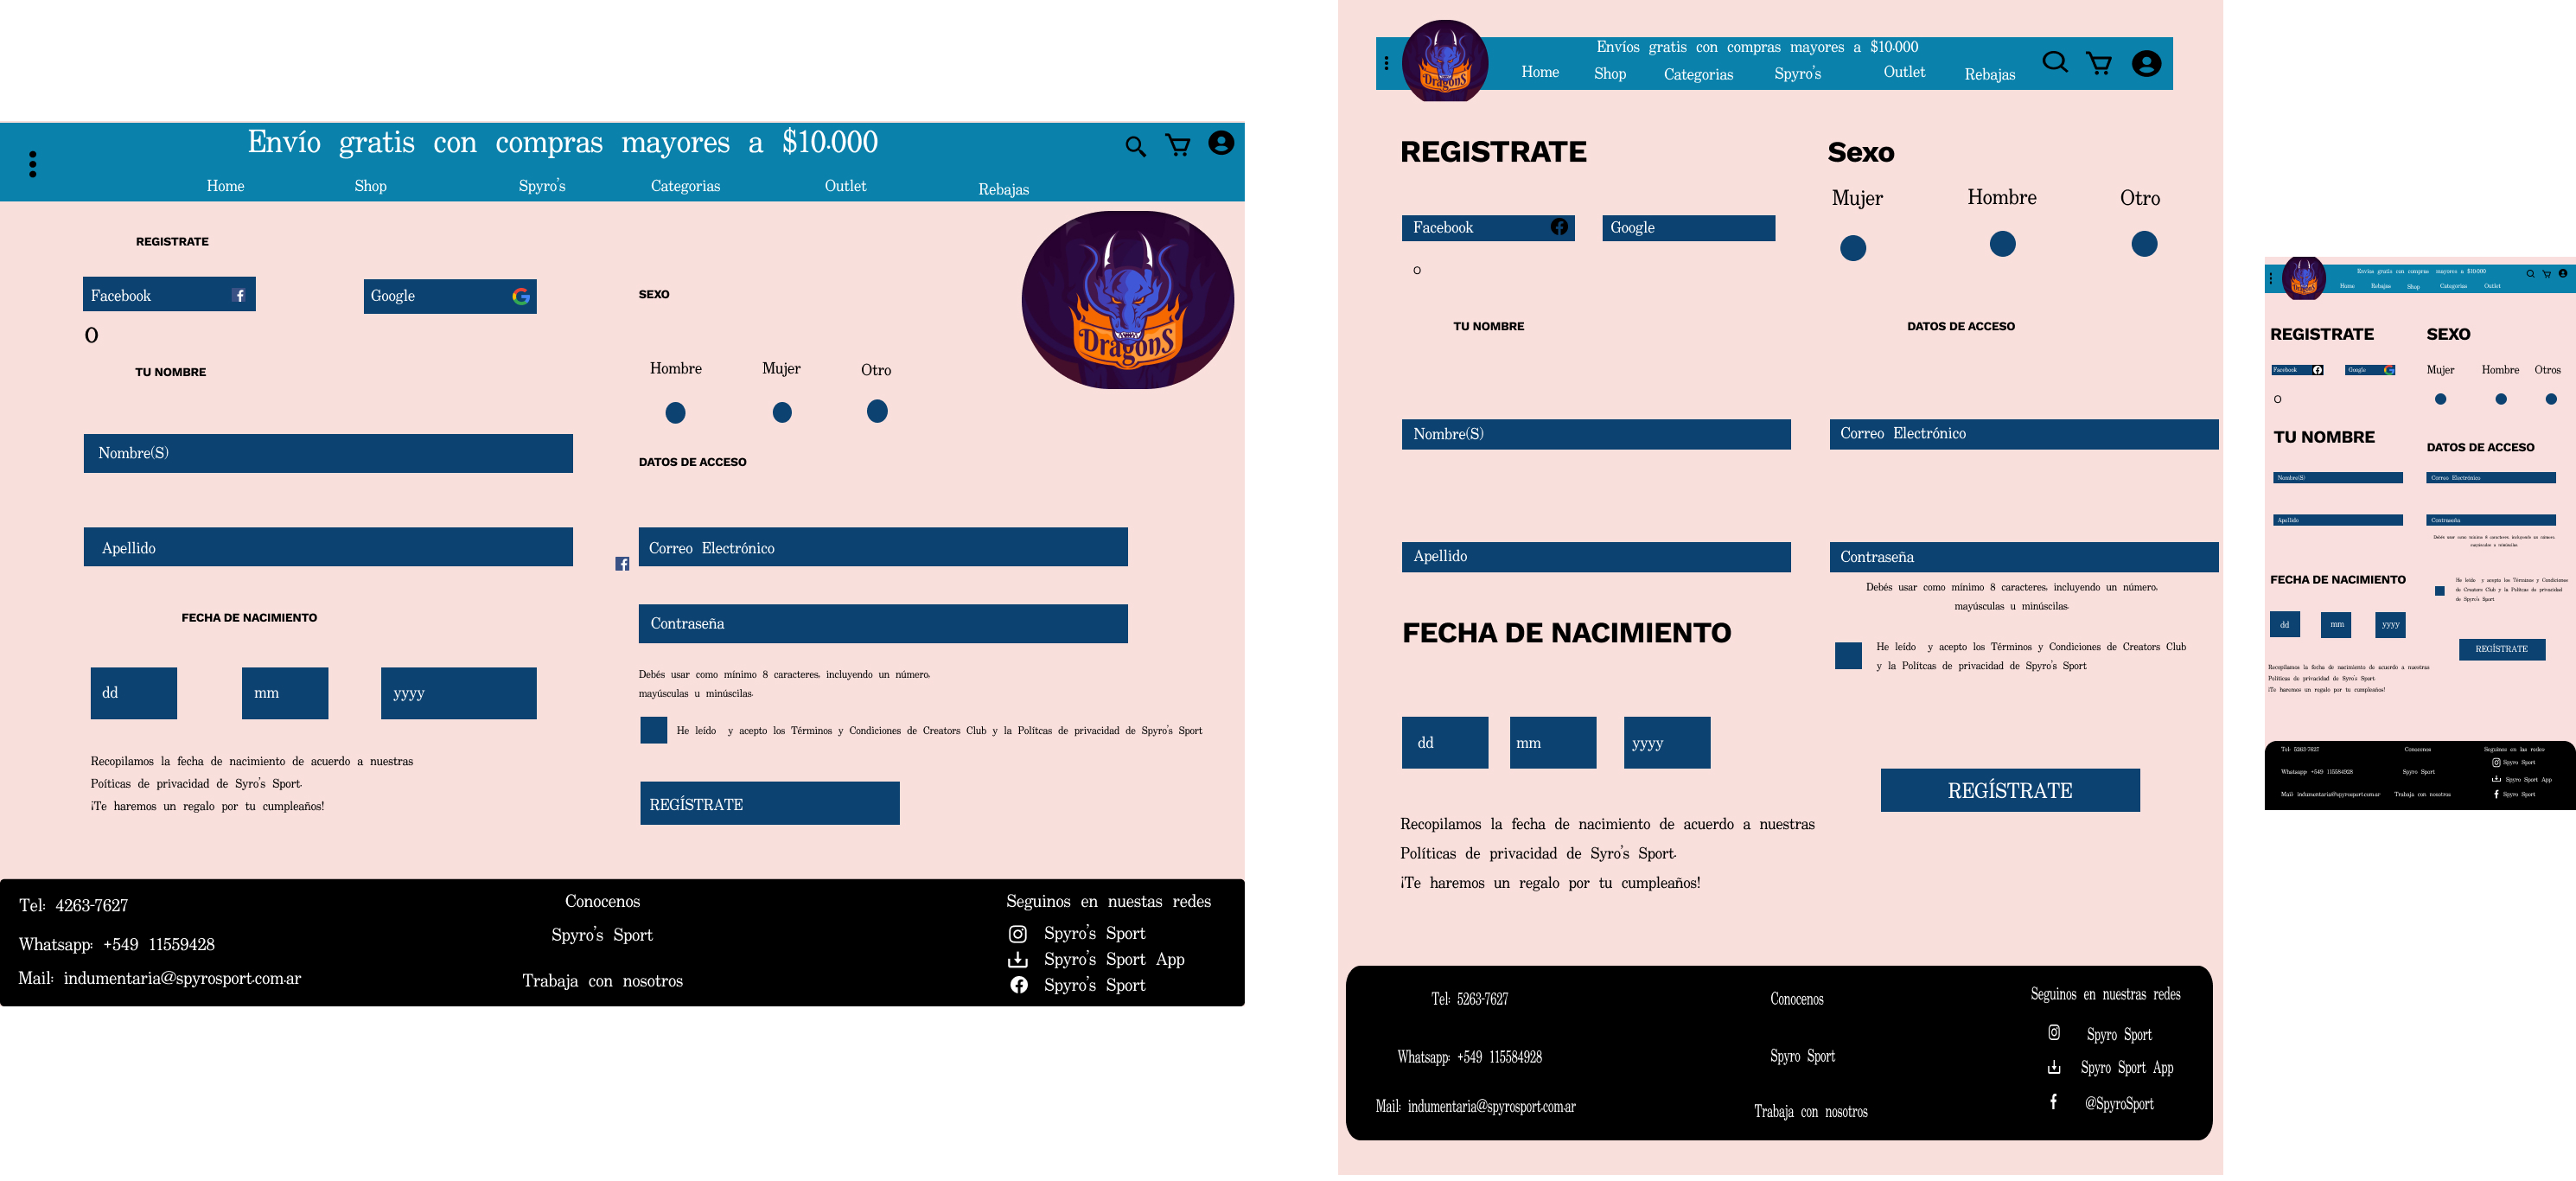 Envío gratis con compras mayores a $10.000
Home Shop Spyro's Categorias Outlet Rebajas
REGISTRATE
Facebook Google
O
TU NOMBRE
Nombre(S)
Apellido
FECHA DE NACIMIENTO
dd mm yyyy
Recopilamos la fecha de nacimiento de acuerdo a nuestras
Poíticas de privacidad de Syro's Sport.
¡Te haremos un regalo por tu cumpleaños!
SEXO
Hombre Mujer Otro
DATOS DE ACCESO
Correo Electrónico
Contraseña
Debés usar como mínimo 8 caracteres, incluyendo un número,
mayúsculas u minúscilas.
He leído y acepto los Términos y Condiciones de Creators Club y la Polítcas de privacidad de Spyro's Sport
REGÍSTRATE
DragonS
Tel: 4263-7627
Whatsapp: +549 11559428
Mail: indumentaria@spyrosport.com.ar
Conocenos
Spyro's Sport
Trabaja con nosotros
Seguinos en nuestas redes
Spyro's Sport
Spyro's Sport App
Spyro's Sport
DragonS
Envíos gratis con compras mayores a $10.000
Home Shop Categorias Spyro's Outlet Rebajas
REGISTRATE
Facebook Google
O
TU NOMBRE
Nombre(S)
Apellido
FECHA DE NACIMIENTO
dd mm yyyy
Recopilamos la fecha de nacimiento de acuerdo a nuestras
Políticas de privacidad de Syro's Sport.
¡Te haremos un regalo por tu cumpleaños!
Sexo
Mujer Hombre Otro
DATOS DE ACCESO
Correo Electrónico
Contraseña
Debés usar como mínimo 8 caracteres, incluyendo un número,
mayúsculas u minúscilas.
He leído y acepto los Términos y Condiciones de Creators Club
y la Polítcas de privacidad de Spyro's Sport
REGÍSTRATE
Tel: 5263-7627
Whatsapp: +549 115584928
Mail: indumentaria@spyrosport.com.ar
Conocenos
Spyro Sport
Trabaja con nosotros
Seguinos en nuestras redes
Spyro Sport
Spyro Sport App
@SpyroSport
DragonS
Envíos gratis con compras mayores a $10.000
Home Rebajas Shop Categorias Outlet
REGISTRATE
Facebook Google
O
TU NOMBRE
Nombre(S)
Apellido
FECHA DE NACIMIENTO
dd mm yyyy
Recopilamos la fecha de nacimiento de acuerdo a nuestras
Políticas de privacidad de Syro's Sport.
¡Te haremos un regalo por tu cumpleaños!
SEXO
Mujer Hombre Otros
DATOS DE ACCESO
Correo Electrónico
Contraseña
Debés usar como mínimo 8 caracteres, incluyendo un número,
mayúsculas u minúscilas.
He leído y acepto los Términos y Condiciones
de Creators Club y la Polítcas de privacidad
de Spyro's Sport
REGÍSTRATE
Tel: 5263-7627
Whatsapp +549 115584928
Mail: indumentaria@spyrosport.com.ar
Conocenos
Spyro Sport
Trabaja con nosotros
Seguinos en las redes
Spyro Sport
Spyro Sport App
Spyro Sport